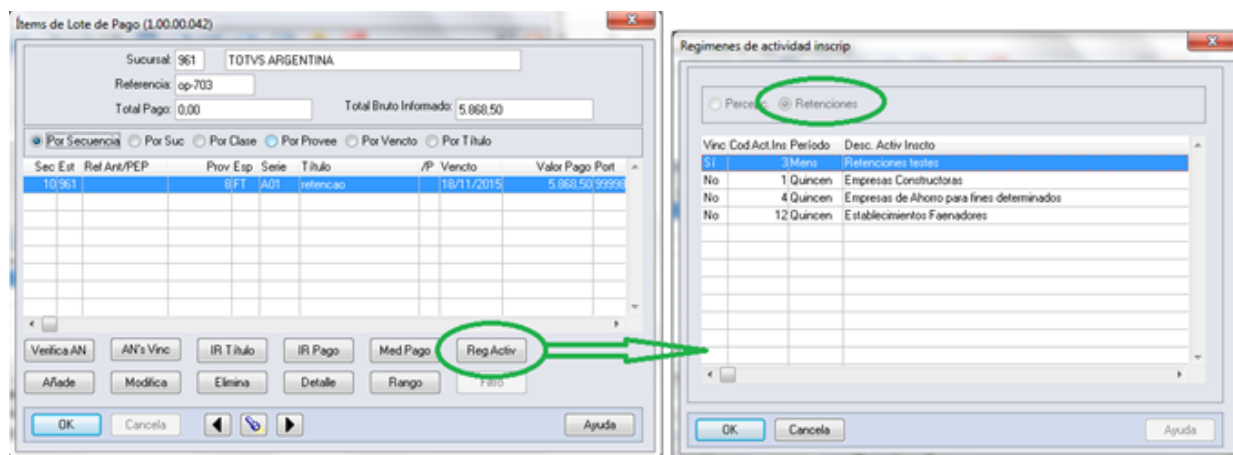 Ítems de Lote de Pago (1.00.00.042)
Sucursal: 961 TOTVS ARGENTINA
Referencia: op-703
Total Pago: 0,00 Total Bruto Informado: 5.868,50
Por Secuencia Por Suc Por Clase Por Provee Por Vencto Por Título
Sec Est Ref Ant/PEP Prov Esp Serie Título /P Vencto Valor Pago Port
10 961 8 FT A01 retencao 18/11/2015 5.868,50 99998
Verifica AN AN's Vinc IR Título IR Pago Med Pago Reg Activ
Añade Modifica Elimina Detalle Rango Filtro
OK Cancela Ayuda
Regimenes de actividad inscrip
Percepc. Retenciones
Vinc Cod.Act.Ins Período Desc. Activ Inscto
Sí 3 Mens Retenciones testes
No 1 Quincen Empresas Constructoras
No 4 Quincen Empresas de Ahorro para fines determinados
No 12 Quincen Establecimientos Faenadores
OK Cancela Ayuda